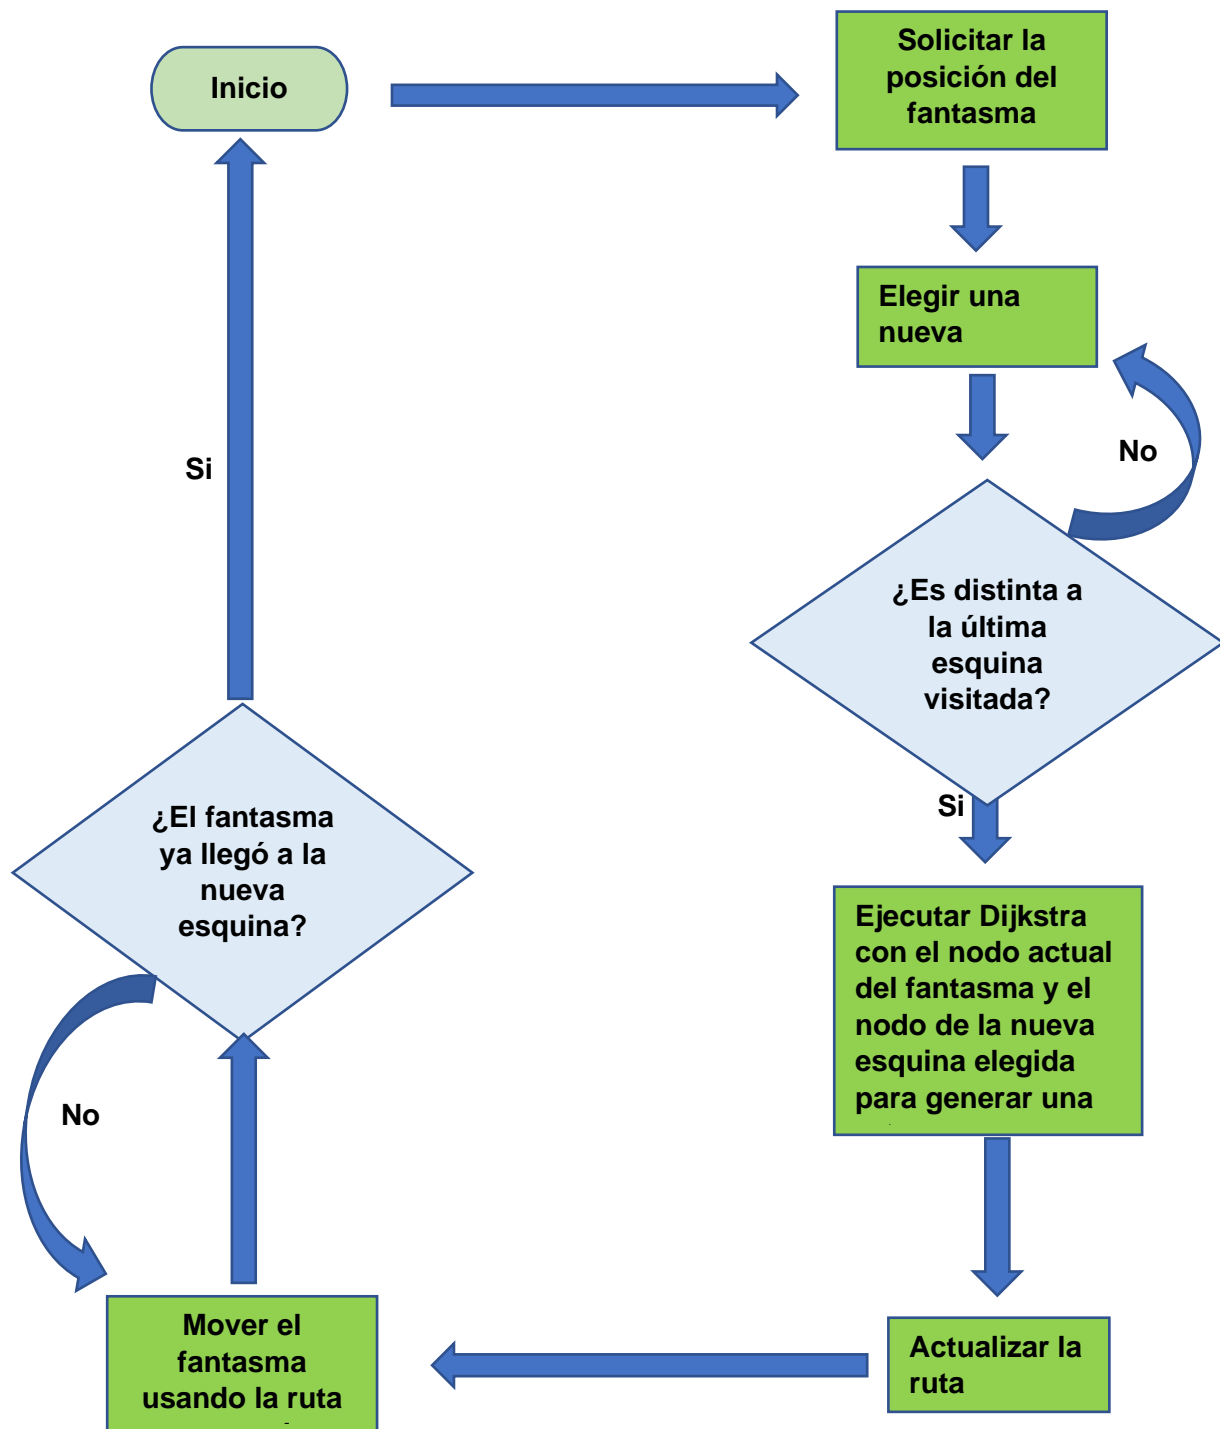 Inicio
Solicitar la
posición del
fantasma
Elegir una
nueva
No
¿Es distinta a
la última
esquina
visitada?
Si
Ejecutar Dijkstra
con el nodo actual
del fantasma y el
nodo de la nueva
esquina elegida
para generar una
Actualizar la
ruta
Mover el
fantasma
usando la ruta
No
¿El fantasma
ya llegó a la
nueva
esquina?
Si